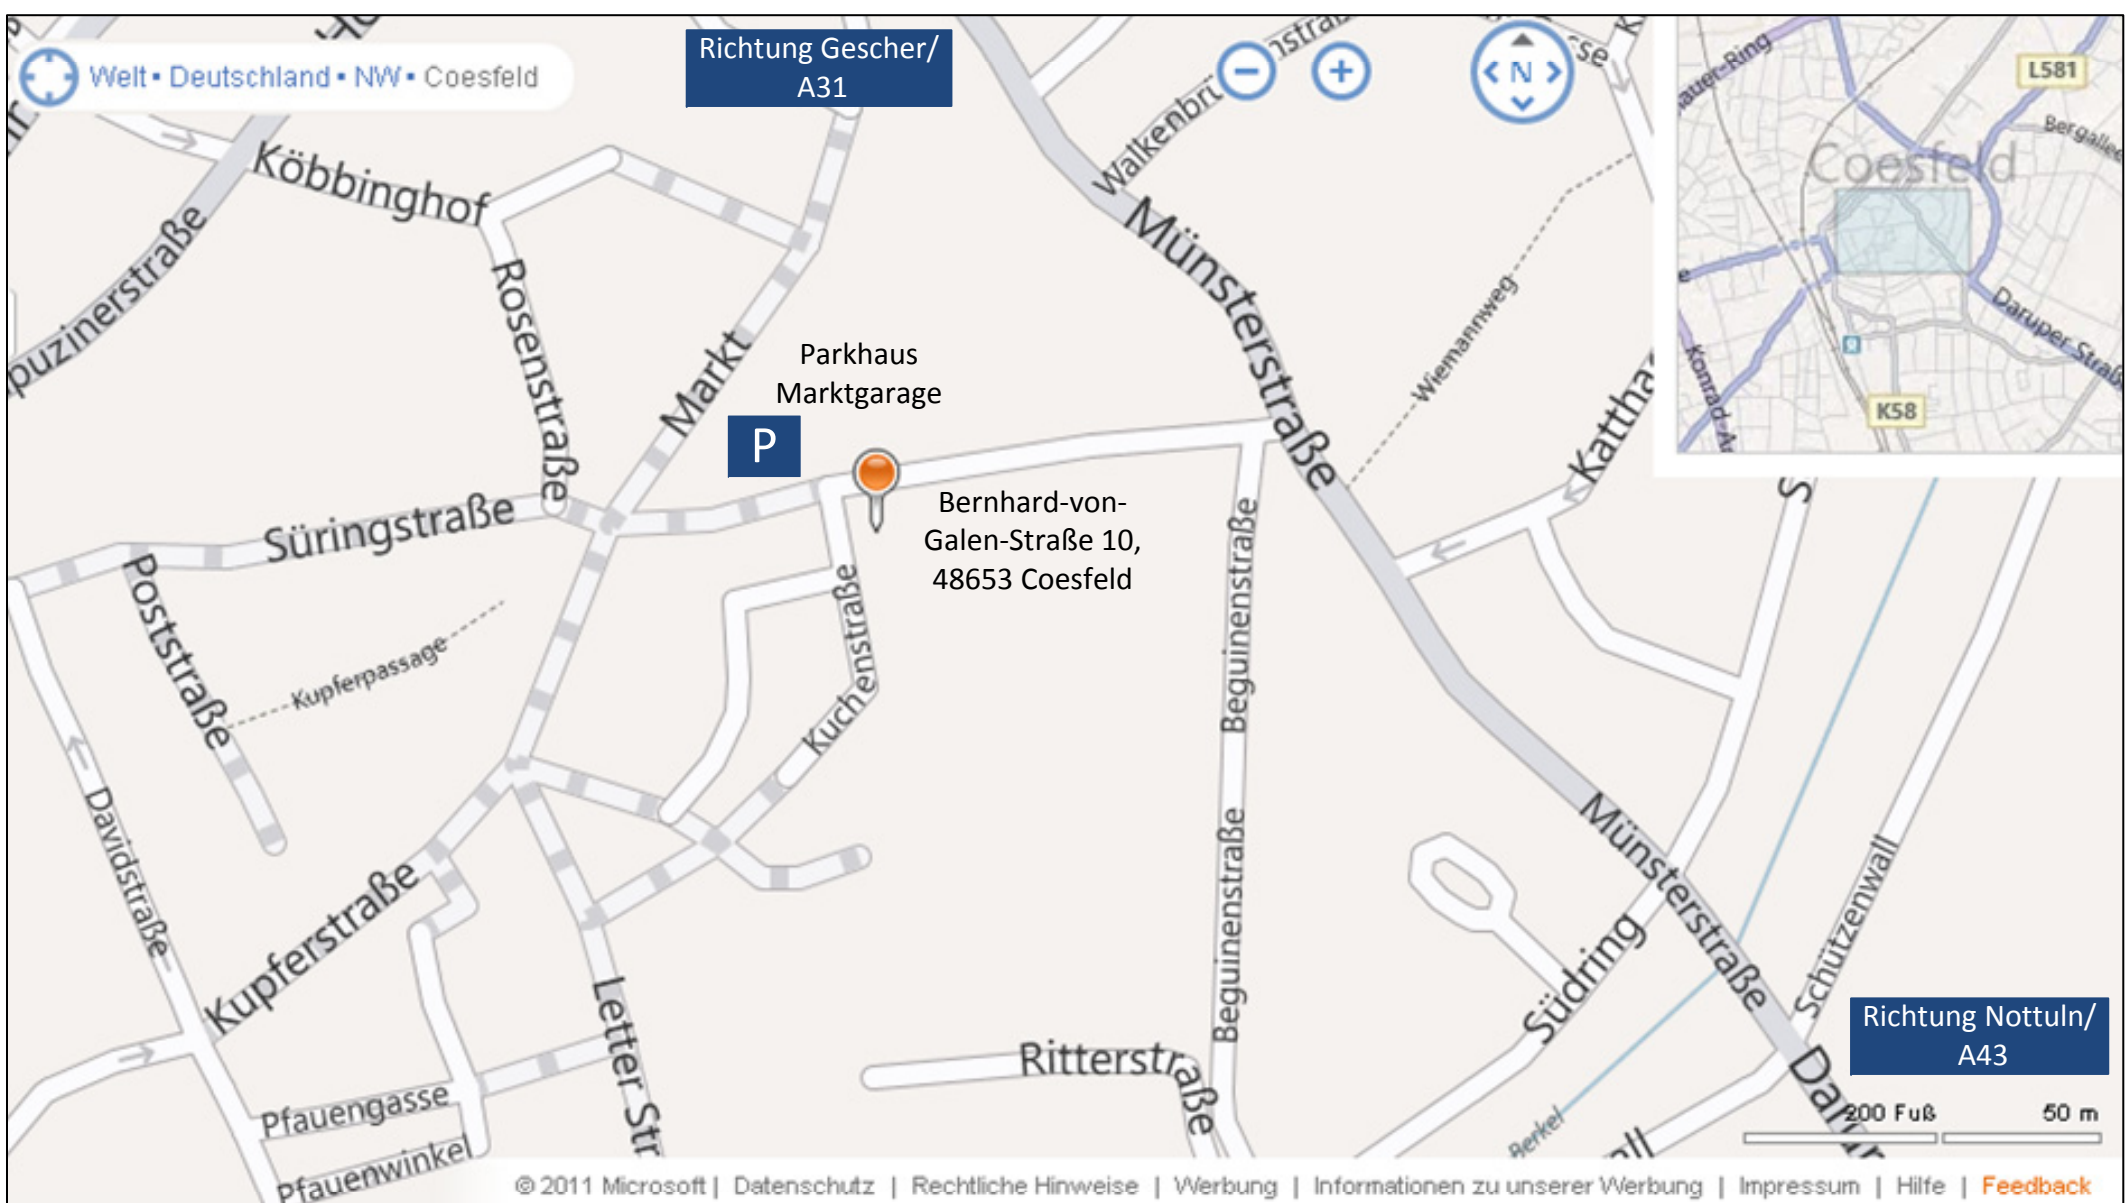 Welt • Deutschland • NW • Coesfeld
Richtung Gescher/
A31
N
L581
Bergallee
Coesfeld
Daruper Straße
K58
Köbbinghof
Walkenbrü
Münsterstraße
puzinerstraße
Rosenstraße
Markt
Wiemannweg
Parkhaus
Marktgarage
P
Bernhard-von-
Galen-Straße 10,
48653 Coesfeld
Süringstraße
Poststraße
Kupferpassage
Kuchenstraße
Beguinenstraße
Davidstraße
Beguinenstraße
Münsterstraße
Kupferstraße
Südring
Schützenwall
Letter Str
Ritterstraße
Richtung Nottuln/
A43
Pfauengasse
Pfauenwinkel
Berkel
200 Fuß
50 m
© 2011 Microsoft | Datenschutz | Rechtliche Hinweise | Werbung | Informationen zu unserer Werbung | Impressum | Hilfe | Feedback